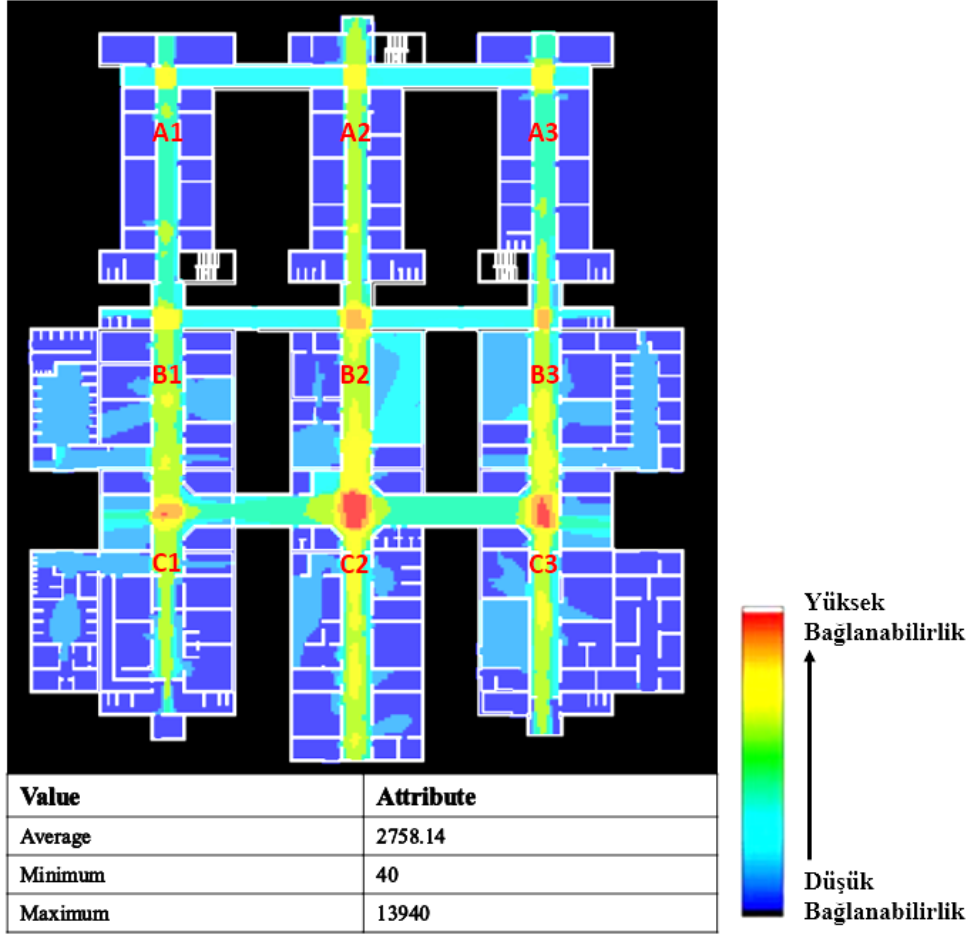 A1 A2 A3
B1 B2 B3
C1 C2 C3
Yüksek
Bağlanabilirlik
Düşük
Bağlanabilirlik
Value Attribute
Average 2758.14
Minimum 40
Maximum 13940